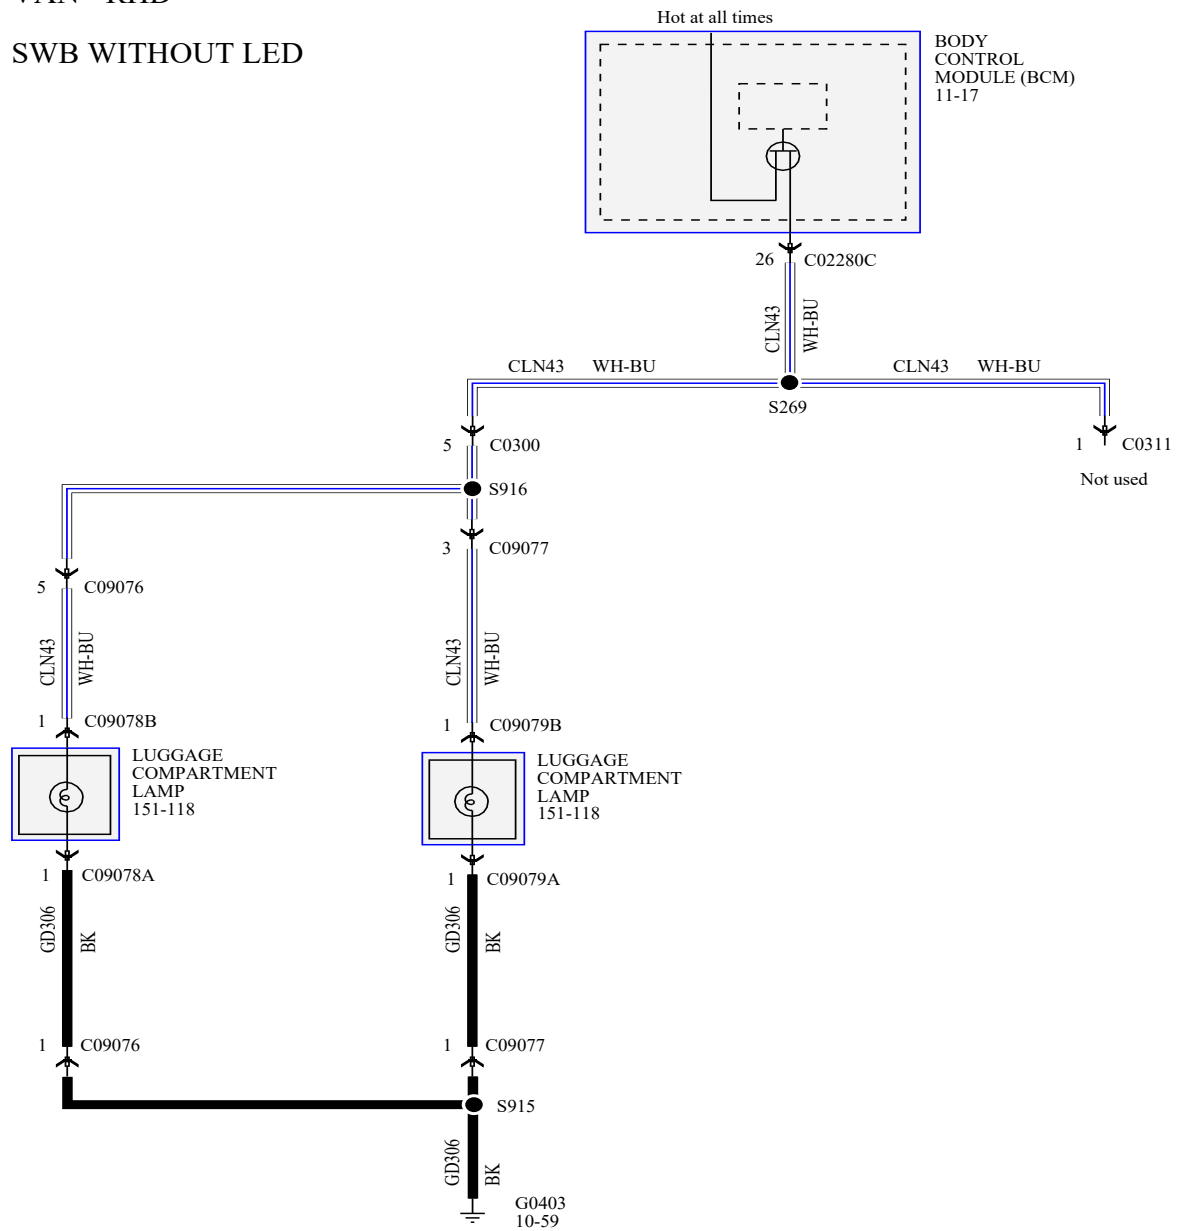 SWB WITHOUT LED
Hot at all times
BODY
CONTROL
MODULE (BCM)
11-17
26 C02280C
CLN43 WH-BU
CLN43 WH-BU
CLN43 WH-BU
S269
5 C0300
1 C0311
Not used
S916
3 C09077
5 C09076
CLN43 WH-BU
CLN43 WH-BU
1 C09078B
1 C09079B
LUGGAGE
COMPARTMENT
LAMP
151-118
LUGGAGE
COMPARTMENT
LAMP
151-118
1 C09078A
1 C09079A
GD306 BK
GD306 BK
1 C09076
1 C09077
S915
GD306 BK
G0403
10-59